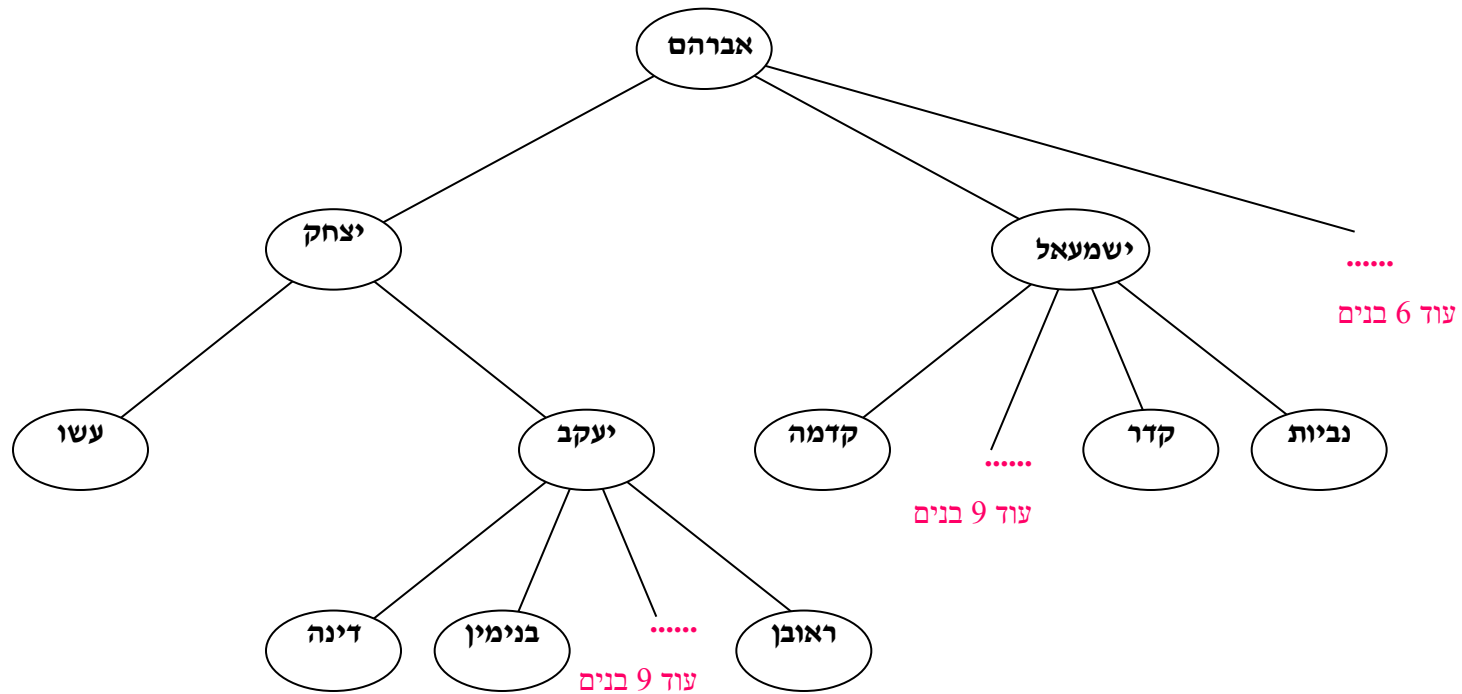 אברהם
ישמעאל
יצחק
......
עוד 6 בנים
נביות
קדר
......
עוד 9 בנים
קדמה
יעקב
עשו
ראובן
......
עוד 9 בנים
בנימין
דינה